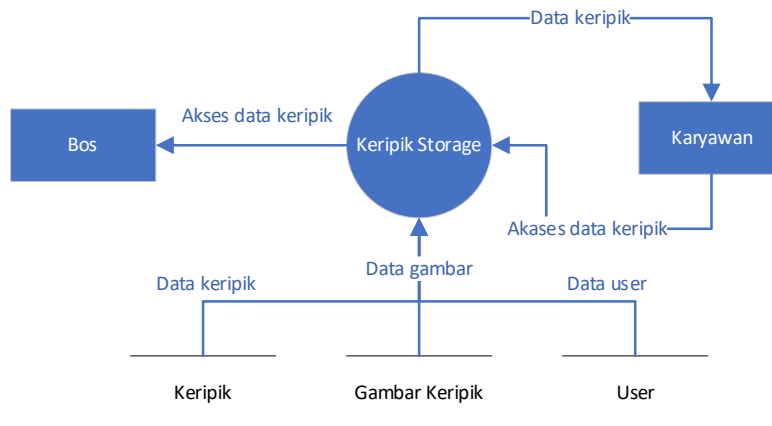 Data keripik
Akses data keripik
Bos
Keripik Storage
Karyawan
Akases data keripik
Data gambar
Data keripik
Data user
Keripik
Gambar Keripik
User